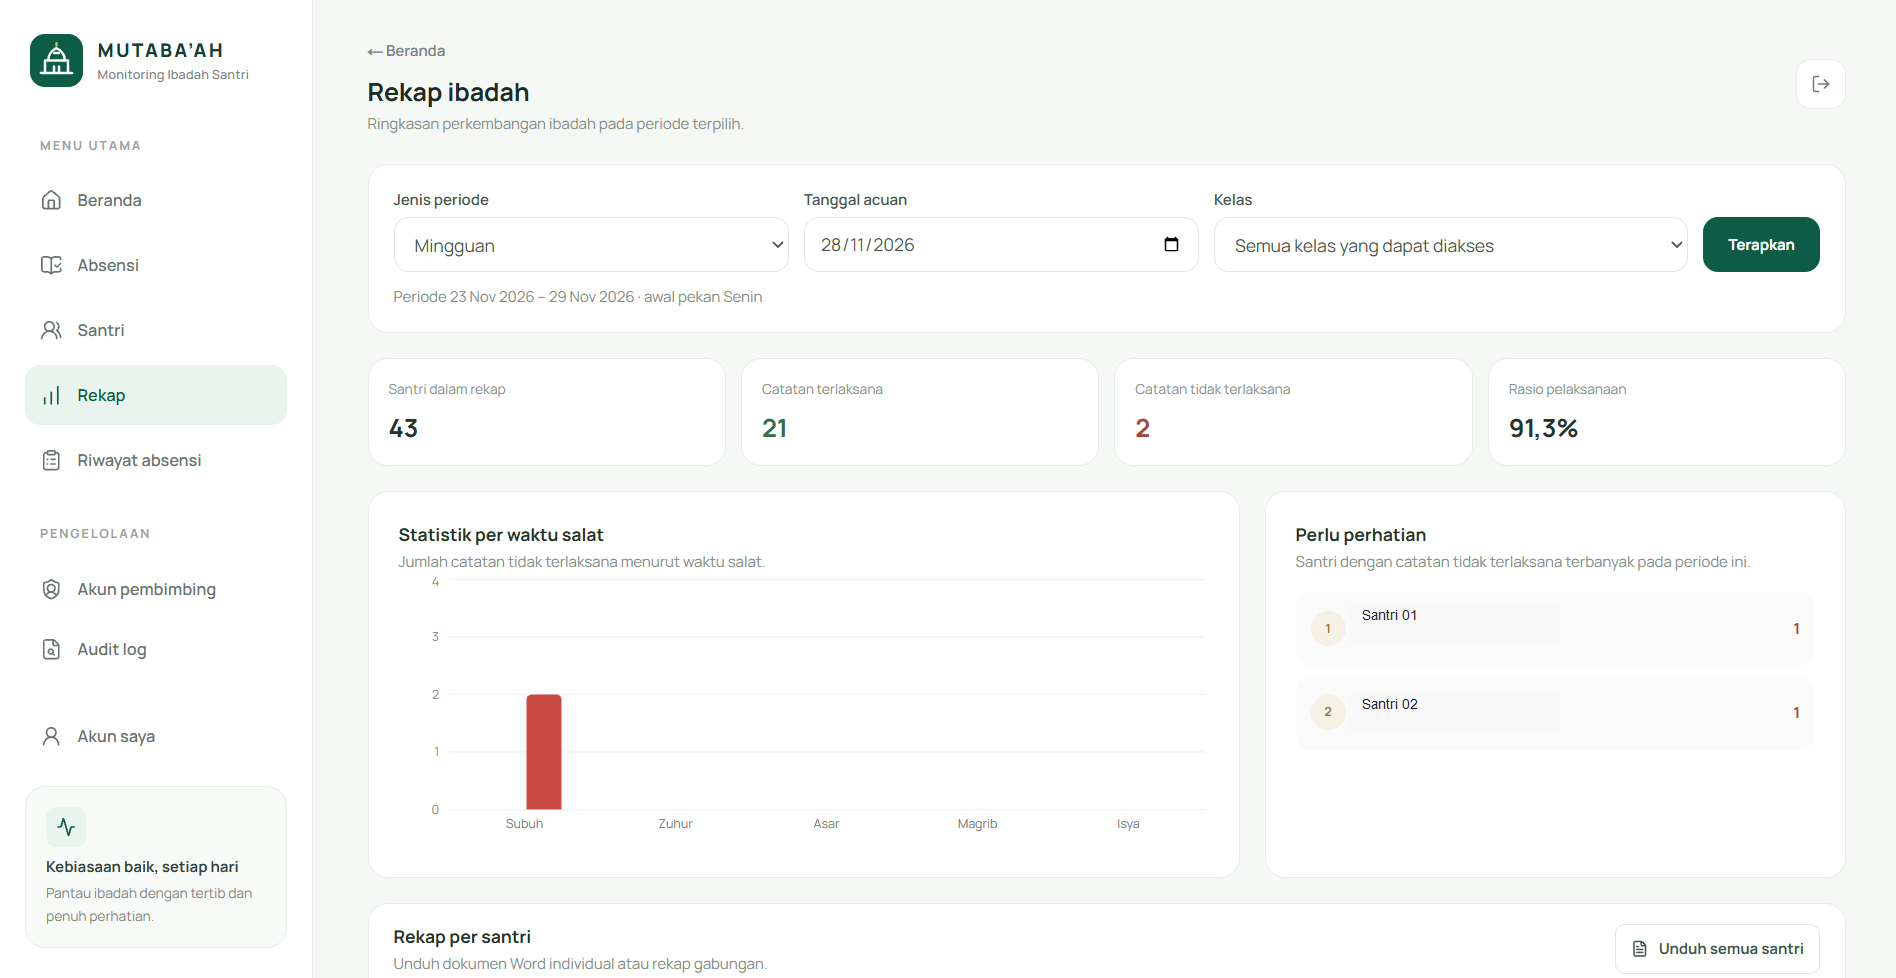 MUTABA'AH
Monitoring Ibadah Santri
MENU UTAMA
Beranda
Absensi
Santri
Rekap
Riwayat absensi
PENGELOLAAN
Akun pembimbing
Audit log
Akun saya
Kebiasaan baik, setiap hari
Pantau ibadah dengan tertib dan
penuh perhatian.
← Beranda
Rekap ibadah
Ringkasan perkembangan ibadah pada periode terpilih.
Jenis periode
Mingguan
Tanggal acuan
28/11/2026
Kelas
Semua kelas yang dapat diakses
Terapkan
Periode 23 Nov 2026 – 29 Nov 2026 · awal pekan Senin
Santri dalam rekap
43
Catatan terlaksana
21
Catatan tidak terlaksana
2
Rasio pelaksanaan
91,3%
Statistik per waktu salat
Jumlah catatan tidak terlaksana menurut waktu salat.
4
3
2
1
0
Subuh Zuhur Asar Magrib Isya
Perlu perhatian
Santri dengan catatan tidak terlaksana terbanyak pada periode ini.
1 Santri 01 1
2 Santri 02 1
Rekap per santri
Unduh dokumen Word individual atau rekap gabungan.
Unduh semua santri